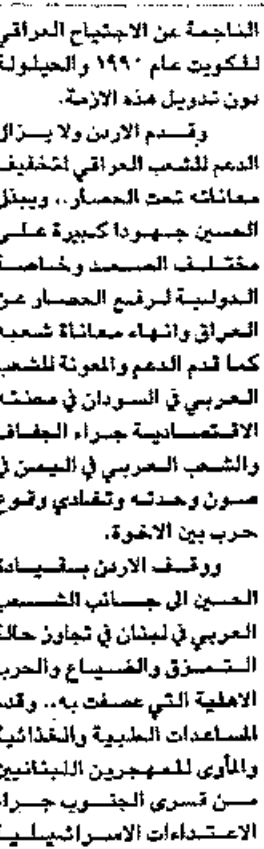 الناجمة عن الاجتياح العراقي
للكويت عام ١٩٩٠ والحيلولة
دون تدويل هذه الازمة.
وقـــدم الاردن ولا يـــزال
الدعم للشعب العراقي لتخفيف
معاناته تحت الحصار.. ويبذل
الحسين جهودا كبيرة على
مختلف الصعد وخاصة
الدولية لرفع الحصار عن
العراق وانهاء معاناة شعبه
كما قدم الدعم والمعونة للشعب
العربي في السودان في محنته
الاقتصادية جراء الجفاف
والشعب العربي في اليمن في
صون وحدته وتفادي وقوع
حرب بين الاخوة.
ووقف الاردن بقيادة
الحسين الى جانب الشعب
العربي في لبنان في تجاوز حالة
التمزق والضياع والحرب
الاهلية التي عصفت به.. وقدم
المساعدات الطبية والغذائية
والمأوى للمهجرين اللبنانيين
من قسرى الجنوب جراء
الاعتداءات الاسرائيلية